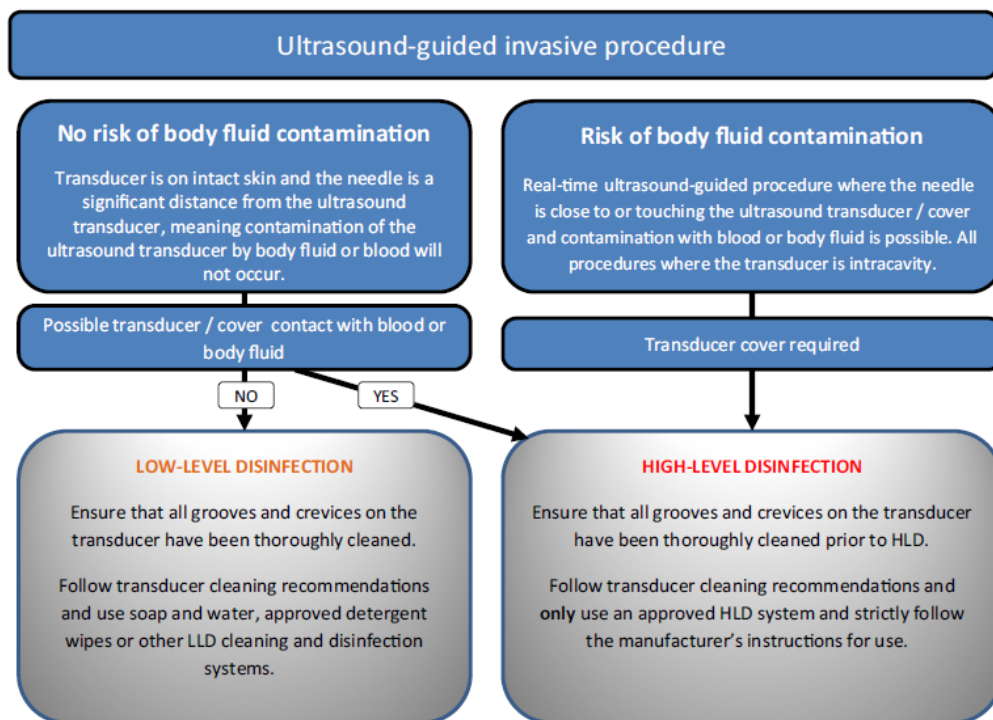 Ultrasound-guided invasive procedure
No risk of body fluid contamination
Transducer is on intact skin and the needle is a
significant distance from the ultrasound
transducer, meaning contamination of the
ultrasound transducer by body fluid or blood will
not occur.
Risk of body fluid contamination
Real-time ultrasound-guided procedure where the needle
is close to or touching the ultrasound transducer / cover
and contamination with blood or body fluid is possible. All
procedures where the transducer is intracavity.
Possible transducer / cover contact with blood or
body fluid
Transducer cover required
NO
YES
LOW-LEVEL DISINFECTION
Ensure that all grooves and crevices on the
transducer have been thoroughly cleaned.
Follow transducer cleaning recommendations
and use soap and water, approved detergent
wipes or other LLD cleaning and disinfection
systems.
HIGH-LEVEL DISINFECTION
Ensure that all grooves and crevices on the transducer
have been thoroughly cleaned prior to HLD.
Follow transducer cleaning recommendations and
only use an approved HLD system and strictly follow
the manufacturer's instructions for use.